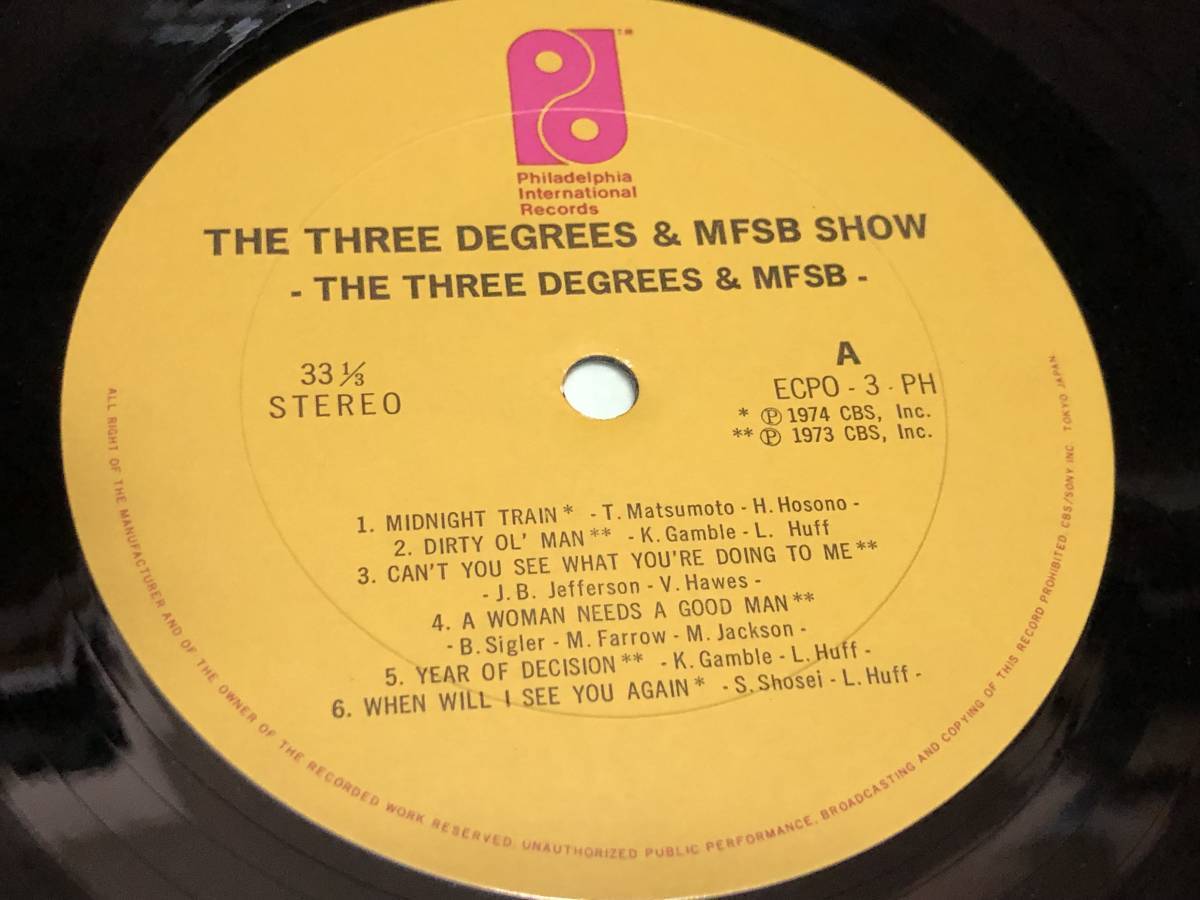 TM
Philadelphia
International
Records
THE THREE DEGREES & MFSB SHOW
- THE THREE DEGREES & MFSB -
33 1/3
STEREO
A
ECPO - 3 - PH
* Ⓟ 1974 CBS, Inc.
** Ⓟ 1973 CBS, Inc.
1. MIDNIGHT TRAIN* - T. Matsumoto - H. Hosono -
2. DIRTY OL' MAN** - K. Gamble - L. Huff
3. CAN'T YOU SEE WHAT YOU'RE DOING TO ME**
- J. B. Jefferson - V. Hawes -
4. A WOMAN NEEDS A GOOD MAN**
- B. Sigler - M. Farrow - M. Jackson -
5. YEAR OF DECISION** - K. Gamble - L. Huff -
6. WHEN WILL I SEE YOU AGAIN* - S. Shosei - L. Huff -
ALL RIGHT OF THE MANUFACTURER AND OF THE OWNER OF THE RECORDED WORK RESERVED. UNAUTHORIZED PUBLIC PERFORMANCE, BROADCASTING AND COPYING OF THIS RECORD PROHIBITED. CBS/SONY INC. TOKYO JAPAN.